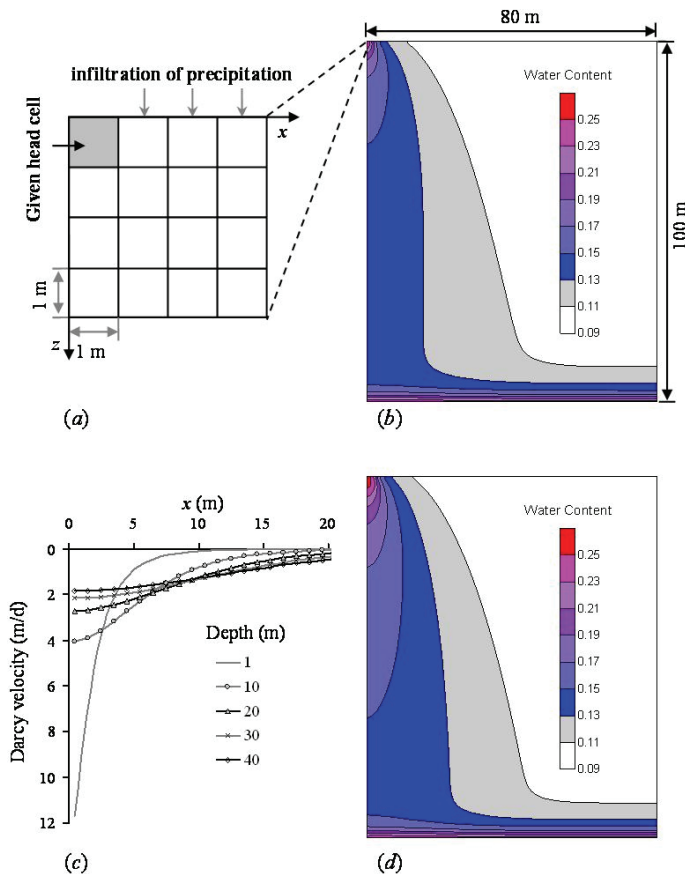 infiltration of precipitation
x
Given head cell
1 m
z
1 m
(a)
80 m
100 m
Water Content
0.25
0.23
0.21
0.19
0.17
0.15
0.13
0.11
0.09
(b)
x (m)
0 5 10 15 20
0
2
4
6
8
10
12
Darcy velocity (m/d)
Depth (m)
1
10
20
30
40
(c)
Water Content
0.25
0.23
0.21
0.19
0.17
0.15
0.13
0.11
0.09
(d)